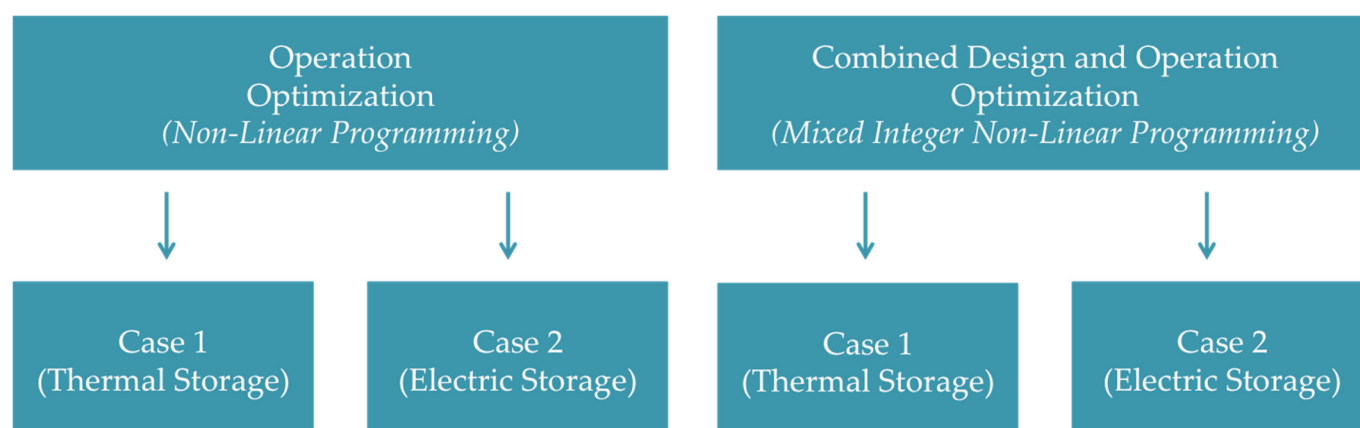 Operation
Optimization
(Non-Linear Programming)
Combined Design and Operation
Optimization
(Mixed Integer Non-Linear Programming)
Case 1
(Thermal Storage)
Case 2
(Electric Storage)
Case 1
(Thermal Storage)
Case 2
(Electric Storage)